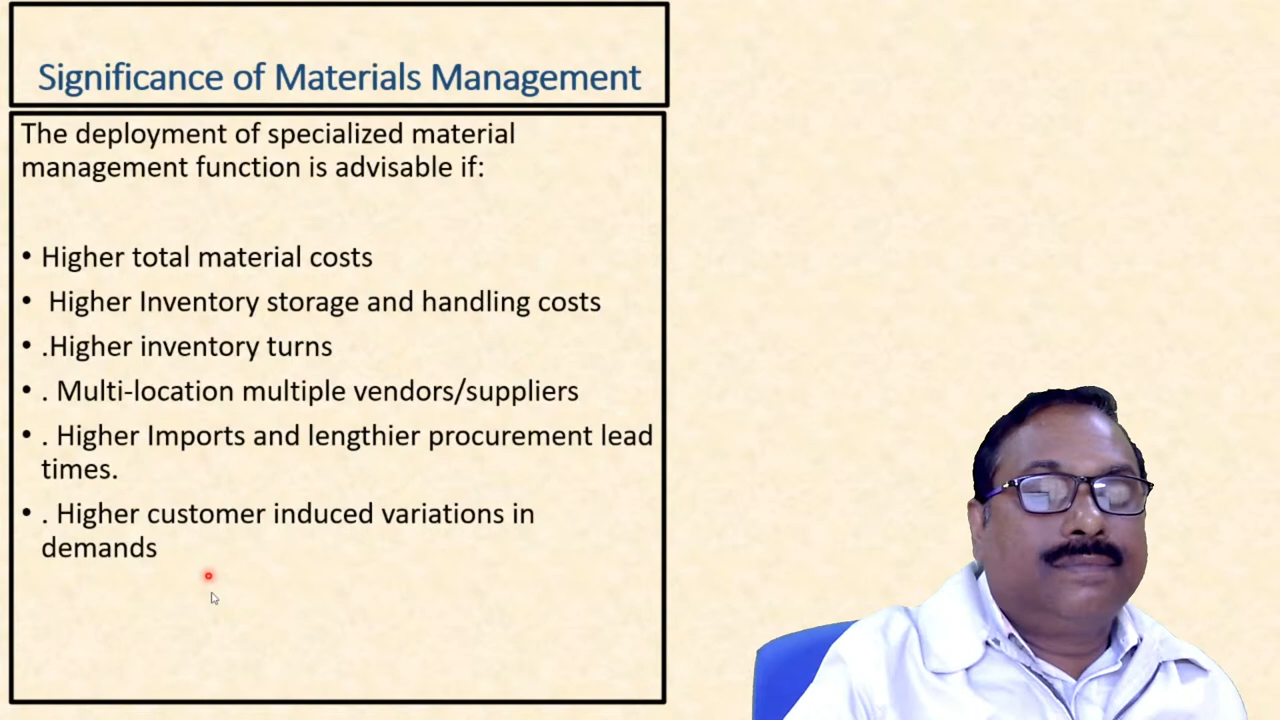 Significance of Materials Management
The deployment of specialized material
management function is advisable if:
• Higher total material costs
• Higher Inventory storage and handling costs
• .Higher inventory turns
• . Multi-location multiple vendors/suppliers
• . Higher Imports and lengthier procurement lead
times.
• . Higher customer induced variations in
demands